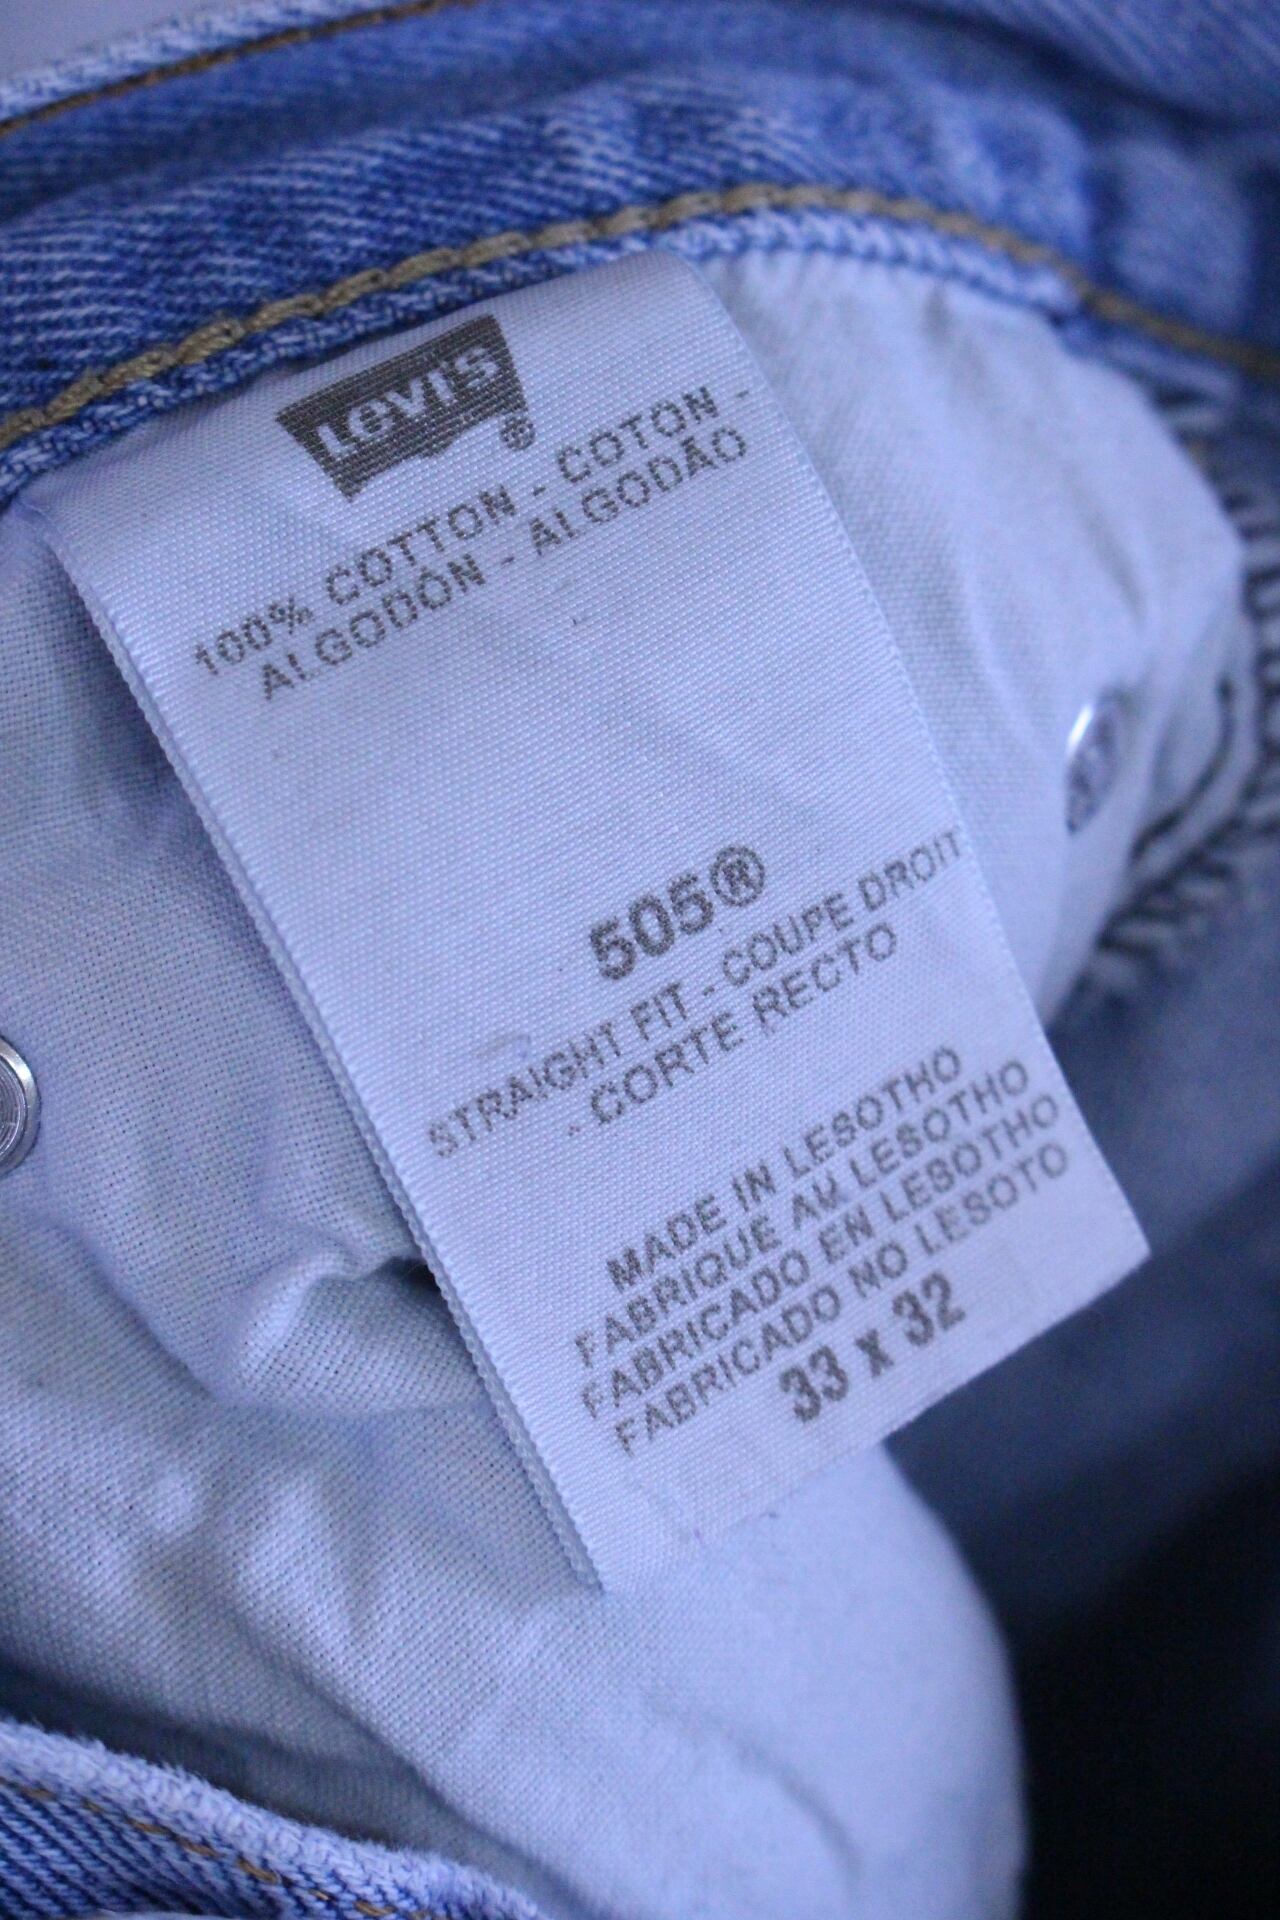 Levi's®
100% COTTON - COTON -
ALGODÓN - ALGODÃO
505®
STRAIGHT FIT - COUPE DROIT
- CORTE RECTO
MADE IN LESOTHO
FABRIQUE AU LESOTHO
FABRICADO EN LESOTHO
FABRICADO NO LESOTO
33 x 32